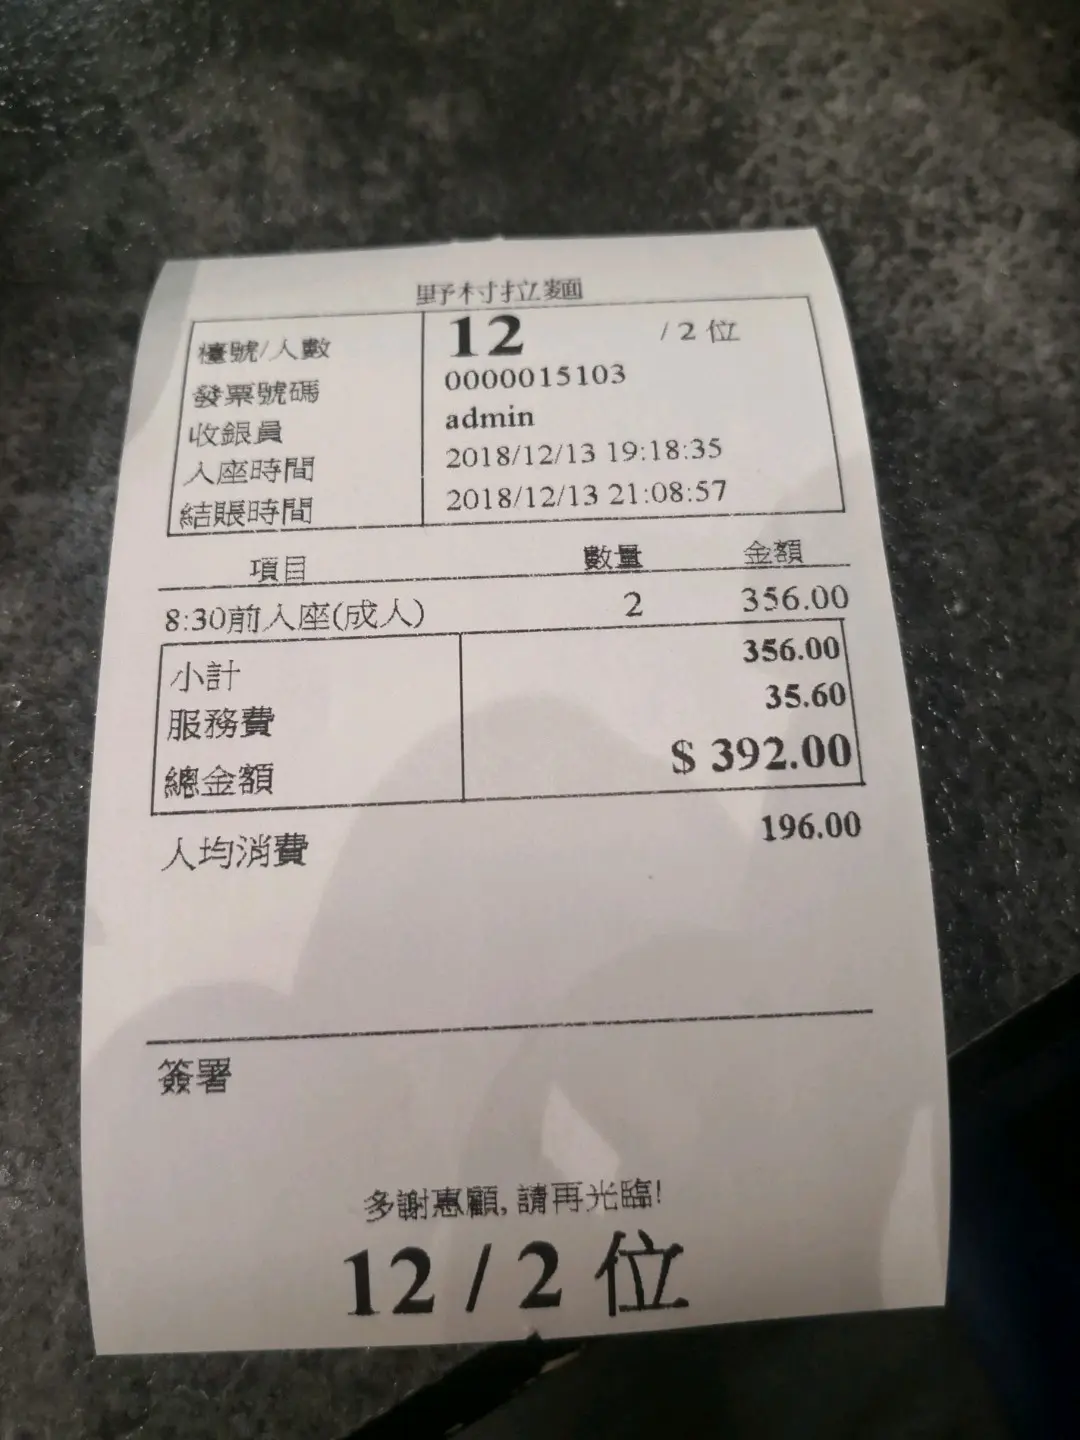 野村拉麵
檯號/人數 12 / 2 位
發票號碼 0000015103
收銀員 admin
入座時間 2018/12/13 19:18:35
結賬時間 2018/12/13 21:08:57
項目 數量 金額
8:30前入座(成人) 2 356.00
小計 356.00
服務費 35.60
總金額 $ 392.00
人均消費 196.00
簽署
多謝惠顧, 請再光臨!
12 / 2 位